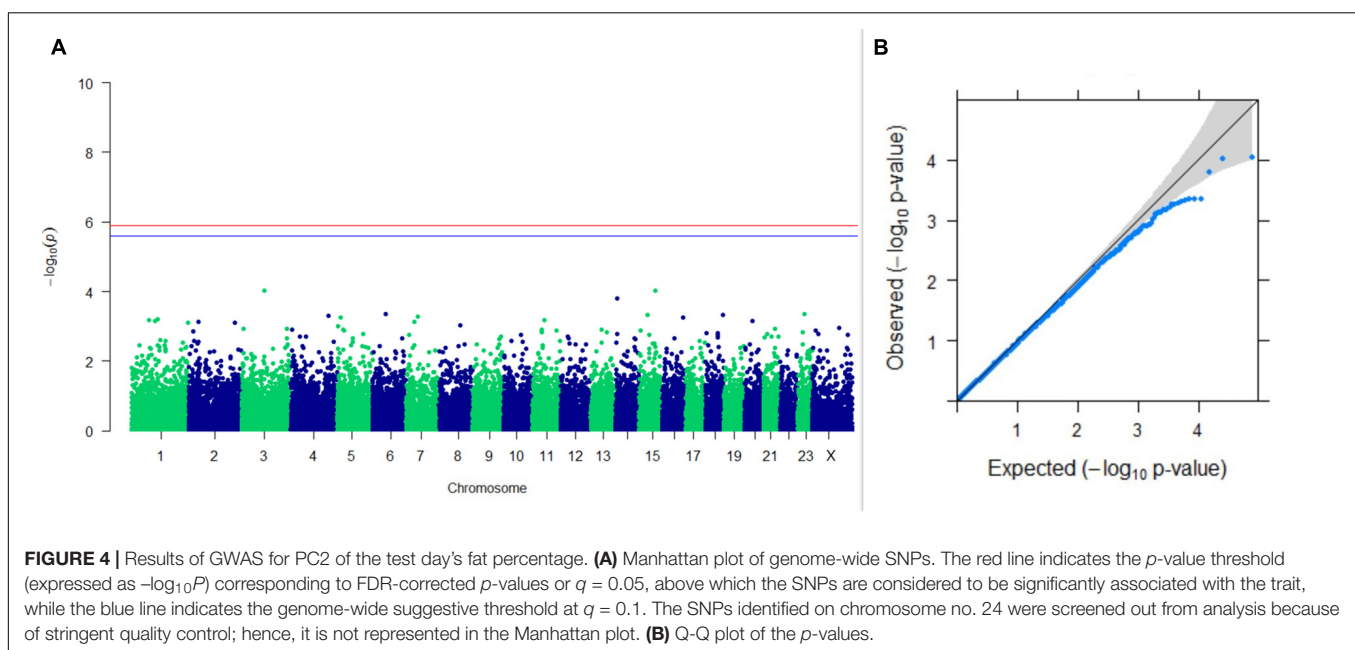 A
10
8
6
4
2
0
−log10(p)
1 2 3 4 5 6 7 8 9 10 11 12 13 15 17 19 21 23 X
Chromosome
B
Observed (−log10 p-value)
4
3
2
1
1 2 3 4
Expected (−log10 p-value)
FIGURE 4 | Results of GWAS for PC2 of the test day's fat percentage. (A) Manhattan plot of genome-wide SNPs. The red line indicates the p-value threshold
(expressed as –log10P) corresponding to FDR-corrected p-values or q = 0.05, above which the SNPs are considered to be significantly associated with the trait,
while the blue line indicates the genome-wide suggestive threshold at q = 0.1. The SNPs identified on chromosome no. 24 were screened out from analysis because
of stringent quality control; hence, it is not represented in the Manhattan plot. (B) Q-Q plot of the p-values.